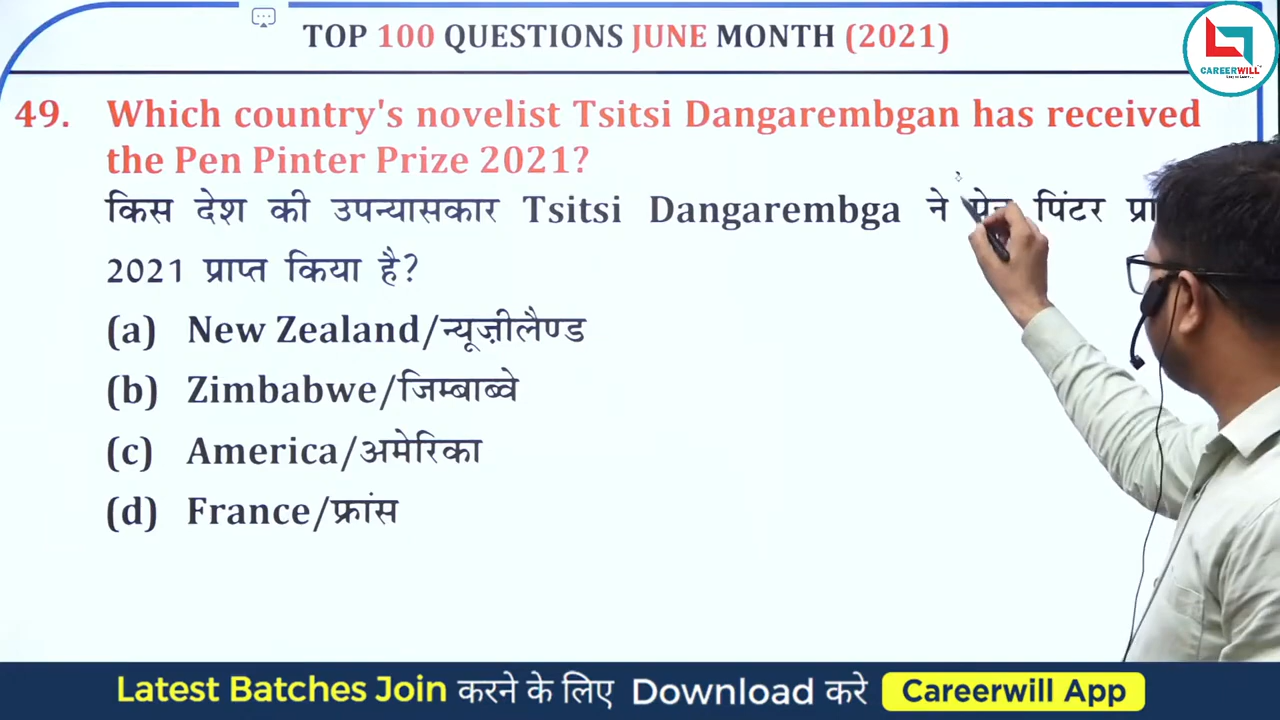 TOP 100 QUESTIONS JUNE MONTH (2021)
CAREERWILL
49. Which country's novelist Tsitsi Dangarembgan has received
the Pen Pinter Prize 2021?
किस देश की उपन्यासकार Tsitsi Dangarembga ने पिंटर
2021 प्राप्त किया है?
(a) New Zealand/न्यूज़ीलैण्ड
(b) Zimbabwe/जिम्बाब्वे
(c) America/अमेरिका
(d) France/फ्रांस
Latest Batches Join करने के लिए Download करे Careerwill App